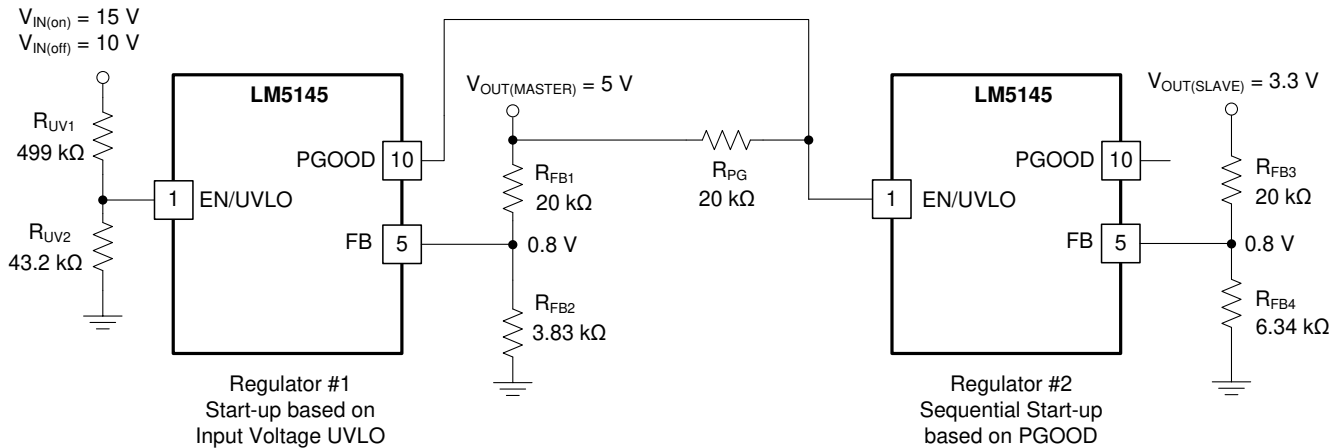 V_IN(on) = 15 V
V_IN(off) = 10 V
R_UV1
499 kΩ
R_UV2
43.2 kΩ
LM5145
PGOOD
10
1
EN/UVLO
FB
5
Regulator #1
Start-up based on
Input Voltage UVLO
V_OUT(MASTER) = 5 V
R_FB1
20 kΩ
0.8 V
R_FB2
3.83 kΩ
R_PG
20 kΩ
LM5145
PGOOD
10
1
EN/UVLO
FB
5
Regulator #2
Sequential Start-up
based on PGOOD
V_OUT(SLAVE) = 3.3 V
R_FB3
20 kΩ
0.8 V
R_FB4
6.34 kΩ